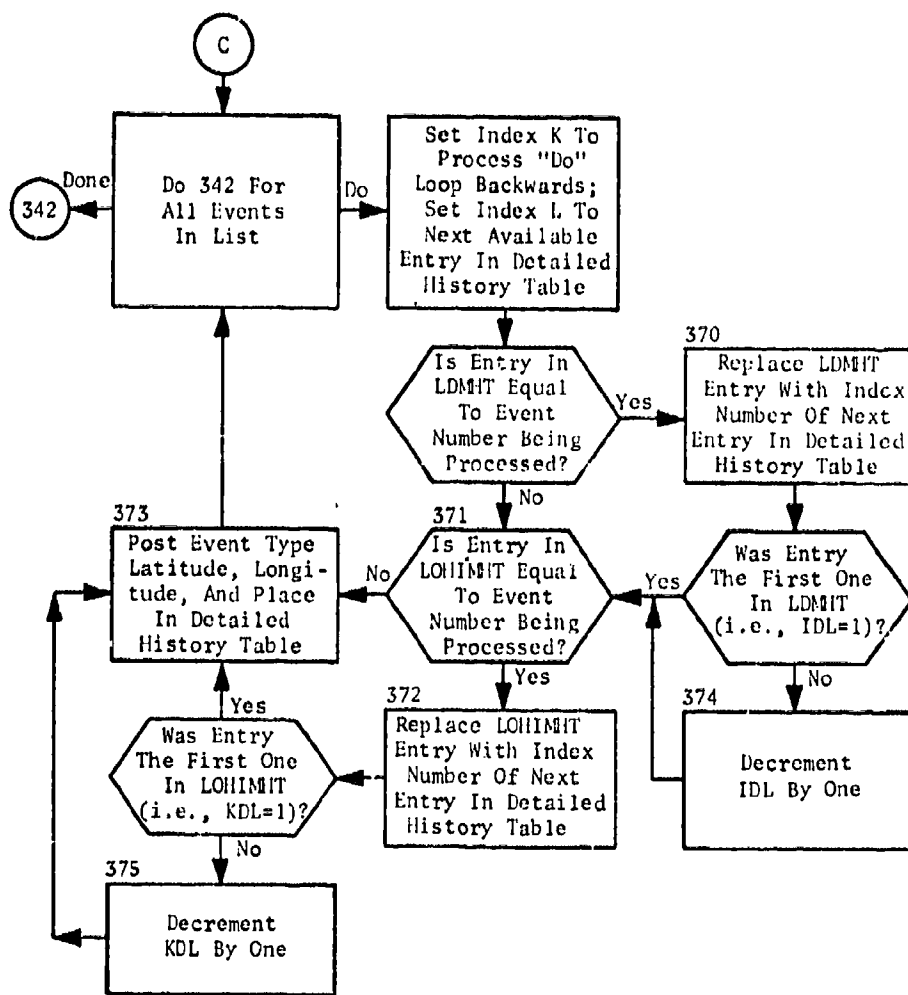 C
Do 342 For
All Events
In List
Done
342
Do
Set Index K To
Process "Do"
Loop Backwards;
Set Index L To
Next Available
Entry In Detailed
History Table
Is Entry In
LDMHT Equal
To Event
Number Being
Processed?
Yes
No
370
Replace LDMHT
Entry With Index
Number Of Next
Entry In Detailed
History Table
Was Entry
The First One
In LDMHT
(i.e., IDL=1)?
Yes
No
374
Decrement
IDL By One
371
Is Entry In
LOHIMHT Equal
To Event
Number Being
Processed?
No
Yes
372
Replace LOHIMHT
Entry With Index
Number Of Next
Entry In Detailed
History Table
Was Entry
The First One
In LOHIMHT
(i.e., KDL=1)?
Yes
No
375
Decrement
KDL By One
373
Post Event Type
Latitude, Longi-
tude, And Place
In Detailed
History Table